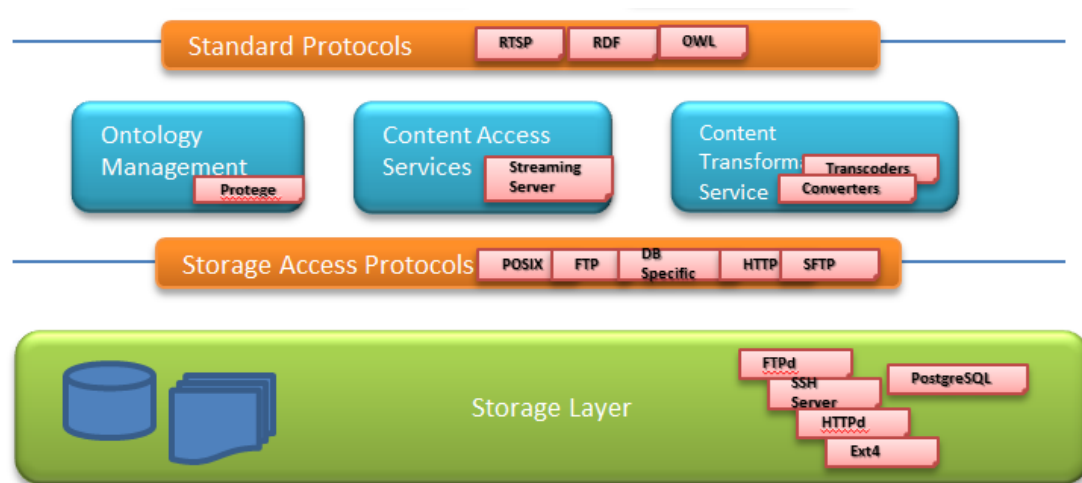 Standard Protocols
RTSP
RDF
OWL
Ontology
Management
Protege
Content Access
Services
Streaming
Server
Content
Transforma
Service
Transcoders
Converters
Storage Access Protocols
POSIX
FTP
DB
Specific
HTTP
SFTP
Storage Layer
FTPd
SSH
Server
HTTPd
Ext4
PostgreSQL